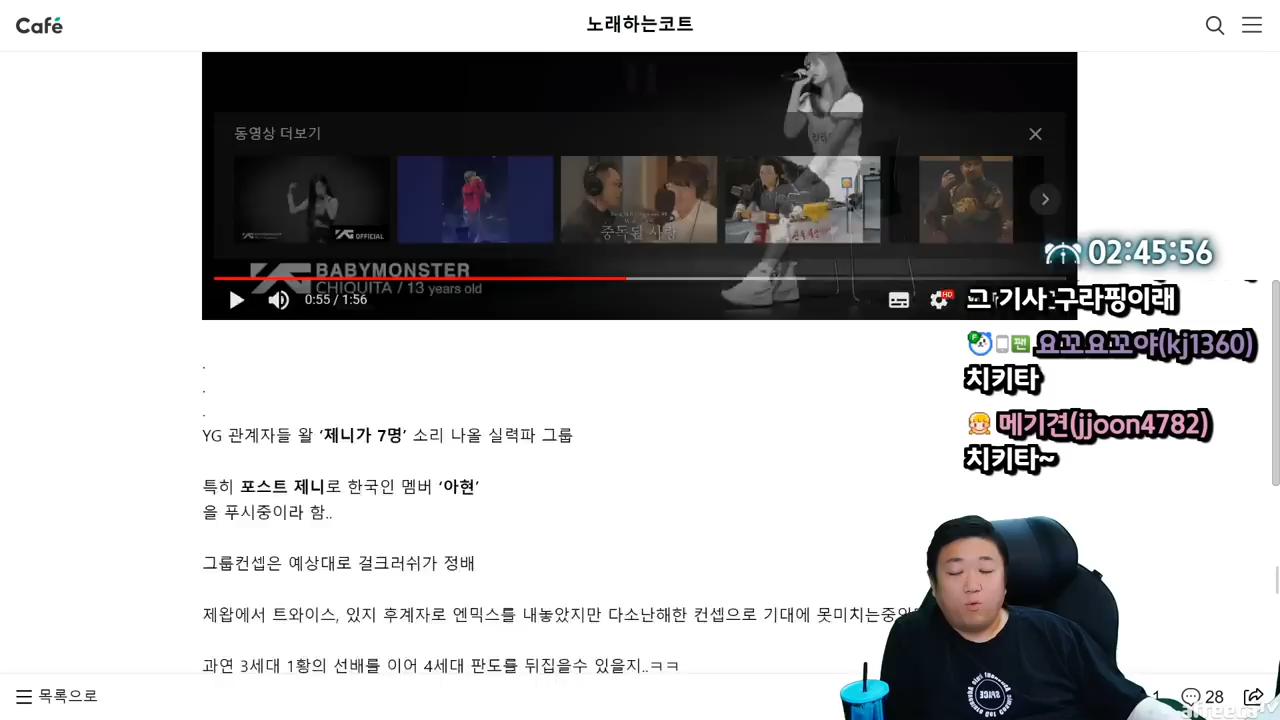 Café
노래하는코트
동영상 더보기
중독된 사랑
YG OFFICIAL
YG BABYMONSTER
CHIQUITA / 13 years old
0:55 / 1:56
HD
02:45:56
그 기사 구라핑이래
팬 요꼬요꼬야(kj1360)
치키타
메기견(jjoon4782)
치키타~
.
.
.
YG 관계자들 왈 ‘제니가 7명’ 소리 나올 실력파 그룹
특히 포스트 제니로 한국인 멤버 ‘아현’
을 푸시중이라 함..
그룹컨셉은 예상대로 걸크러쉬가 정배
제왑에서 트와이스, 있지 후계자로 엔믹스를 내놓았지만 다소난해한 컨셉으로 기대에 못미치는중인
과연 3세대 1황의 선배를 이어 4세대 판도를 뒤집을수 있을지..ㅋㅋ
SPACE
목록으로
1
28
afreecaTV